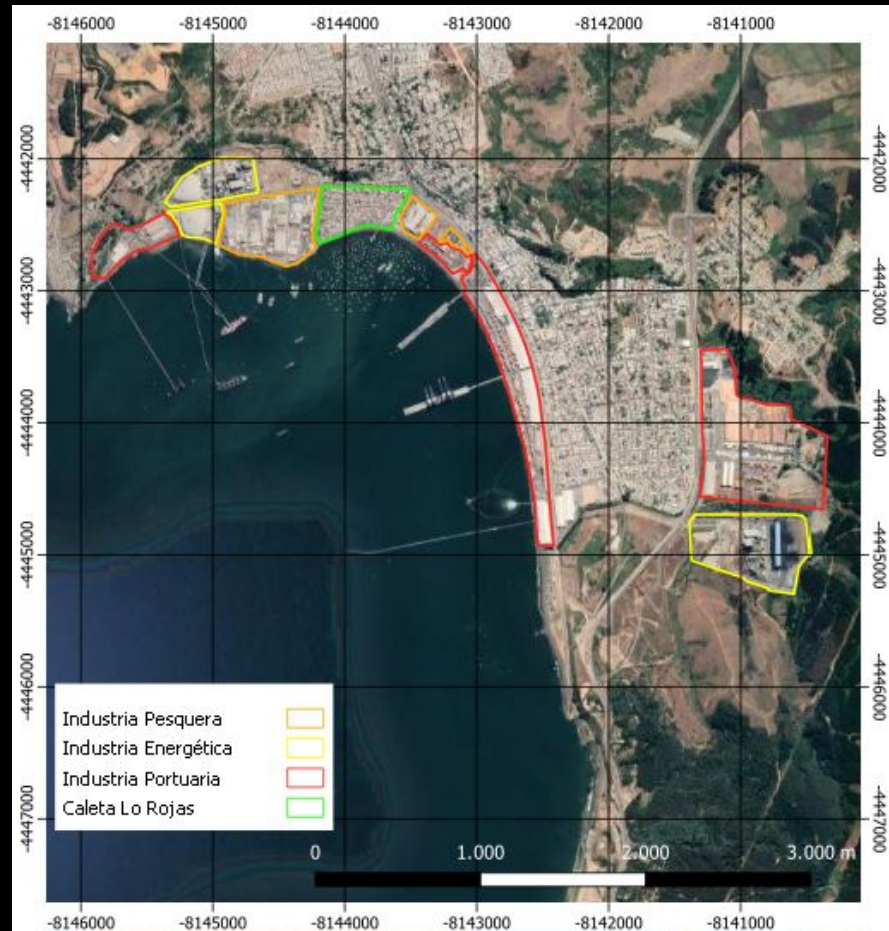 -8146000 -8145000 -8144000 -8143000 -8142000 -8141000
-4442000 -4442000
-4443000 -4443000
-4444000 -4444000
-4445000 -4445000
-4446000 -4446000
-4447000 -4447000
Industria Pesquera
Industria Energética
Industria Portuaria
Caleta Lo Rojas
0 1.000 2.000 3.000 m
-8146000 -8145000 -8144000 -8143000 -8142000 -8141000